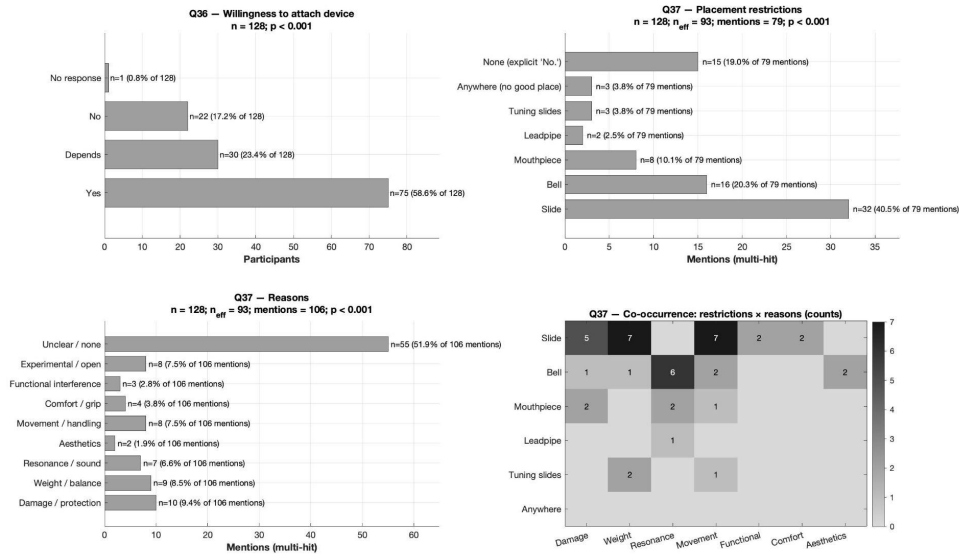 Q36 — Willingness to attach device
n = 128; p < 0.001
No response
n=1 (0.8% of 128)
No
n=22 (17.2% of 128)
Depends
n=30 (23.4% of 128)
Yes
n=75 (58.6% of 128)
0 10 20 30 40 50 60 70 80
Participants
Q37 — Placement restrictions
n = 128; neff = 93; mentions = 79; p < 0.001
None (explicit 'No.')
n=15 (19.0% of 79 mentions)
Anywhere (no good place)
n=3 (3.8% of 79 mentions)
Tuning slides
n=3 (3.8% of 79 mentions)
Leadpipe
n=2 (2.5% of 79 mentions)
Mouthpiece
n=8 (10.1% of 79 mentions)
Bell
n=16 (20.3% of 79 mentions)
Slide
n=32 (40.5% of 79 mentions)
0 5 10 15 20 25 30 35
Mentions (multi-hit)
Q37 — Reasons
n = 128; neff = 93; mentions = 106; p < 0.001
Unclear / none
n=55 (51.9% of 106 mentions)
Experimental / open
n=8 (7.5% of 106 mentions)
Functional interference
n=3 (2.8% of 106 mentions)
Comfort / grip
n=4 (3.8% of 106 mentions)
Movement / handling
n=8 (7.5% of 106 mentions)
Aesthetics
n=2 (1.9% of 106 mentions)
Resonance / sound
n=7 (6.6% of 106 mentions)
Weight / balance
n=9 (8.5% of 106 mentions)
Damage / protection
n=10 (9.4% of 106 mentions)
0 10 20 30 40 50 60 70
Mentions (multi-hit)
Q37 — Co-occurrence: restrictions × reasons (counts)
Slide 5 7 7 2 2
Bell 1 1 6 2 2
Mouthpiece 2 2 1
Leadpipe 1
Tuning slides 2 1
Anywhere
Damage Weight Resonance Movement Functional Comfort Aesthetics
7
6
5
4
3
2
1
0